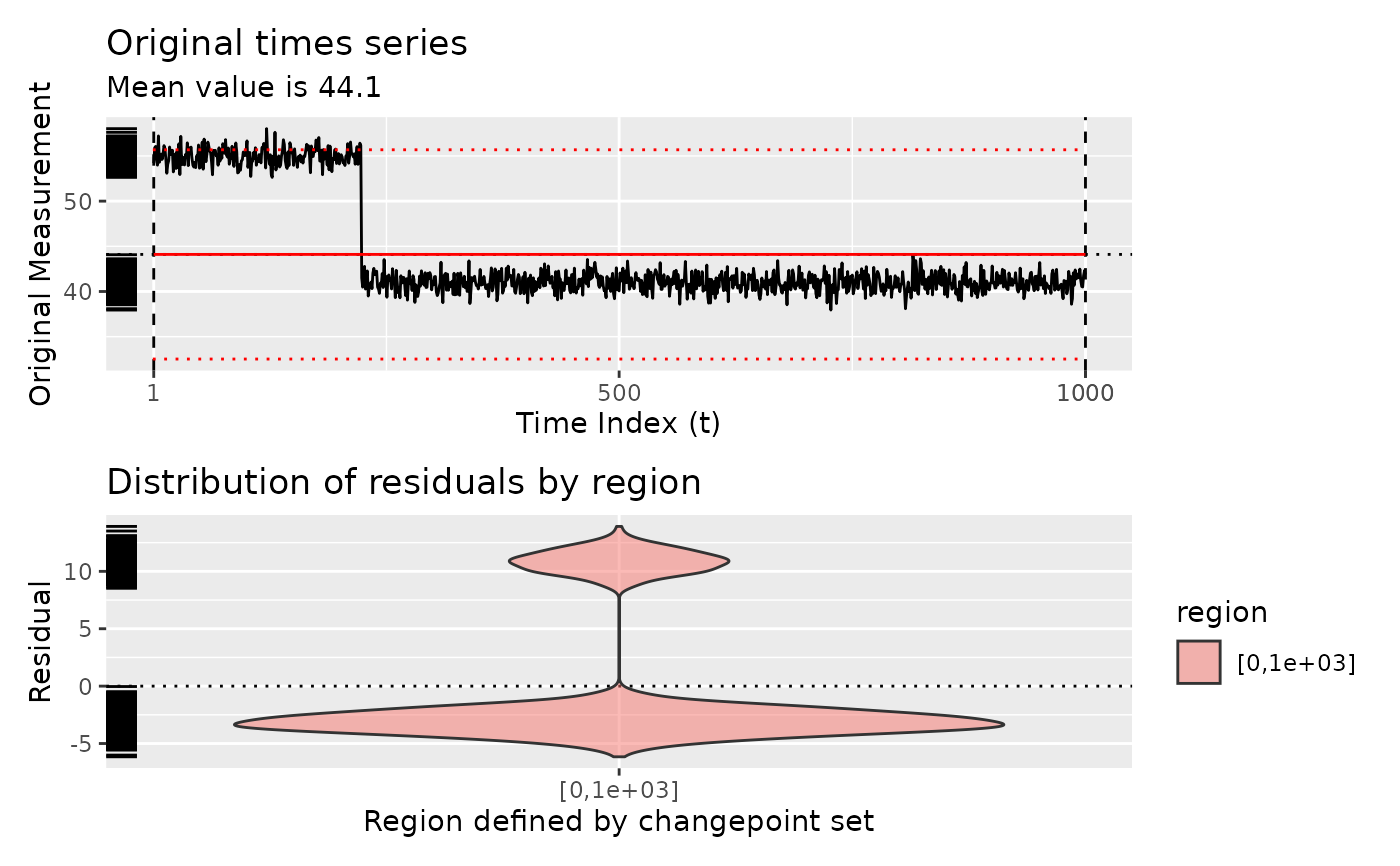 Original times series
Mean value is 44.1
Original Measurement
50
40
1 500 1000
Time Index (t)
Distribution of residuals by region
Residual
10
5
0
-5
[0,1e+03]
Region defined by changepoint set
region
[0,1e+03]